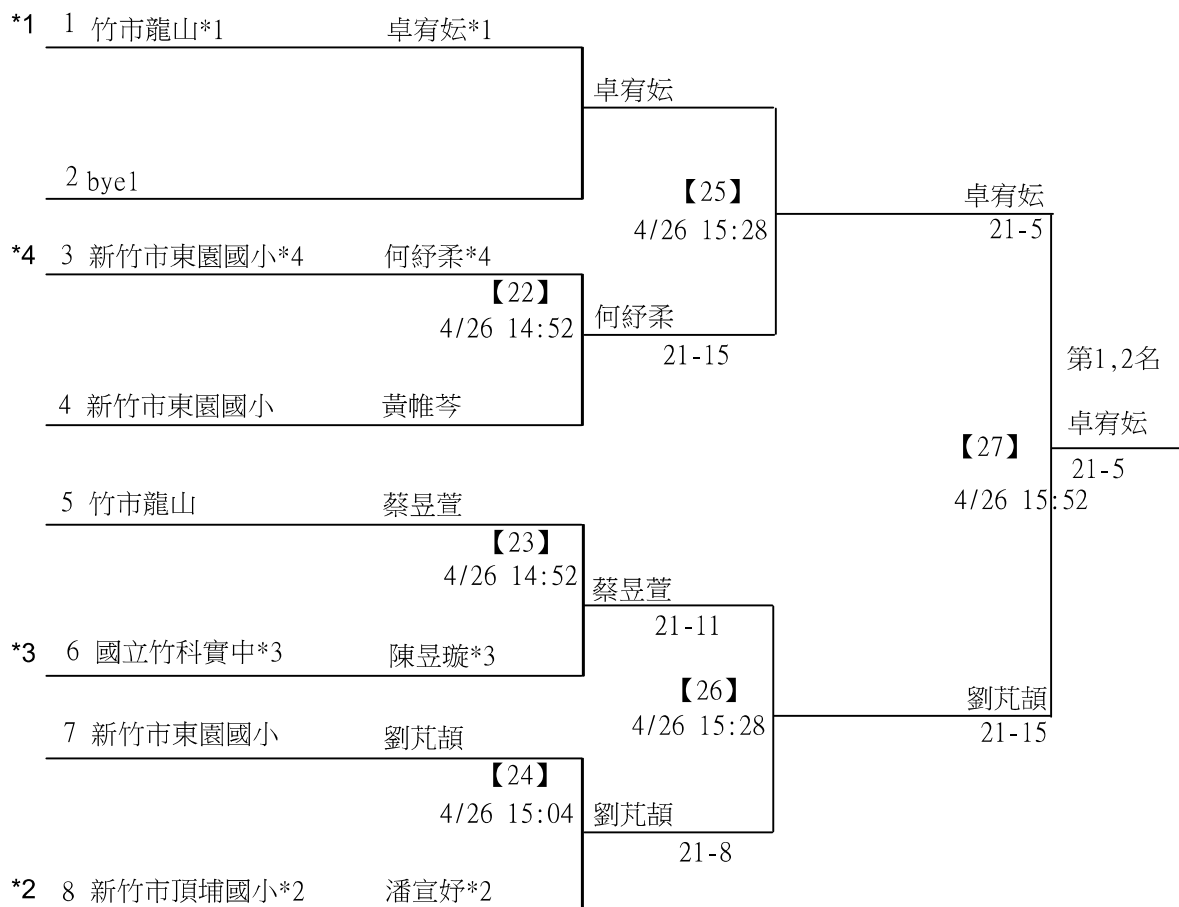 *1 1 竹市龍山*1 卓宥妘*1
卓宥妘
2 bye1
【25】
4/26 15:28
卓宥妘
21-5
*4 3 新竹市東園國小*4 何紓柔*4
【22】
4/26 14:52
何紓柔
21-15
第1,2名
4 新竹市東園國小 黃帷芩
卓宥妘
【27】
21-5
4/26 15:52
5 竹市龍山 蔡昱萱
【23】
4/26 14:52
蔡昱萱
21-11
*3 6 國立竹科實中*3 陳昱璇*3
【26】
4/26 15:28
劉芃頡
21-15
7 新竹市東園國小 劉芃頡
【24】
4/26 15:04
劉芃頡
21-8
*2 8 新竹市頂埔國小*2 潘宣妤*2